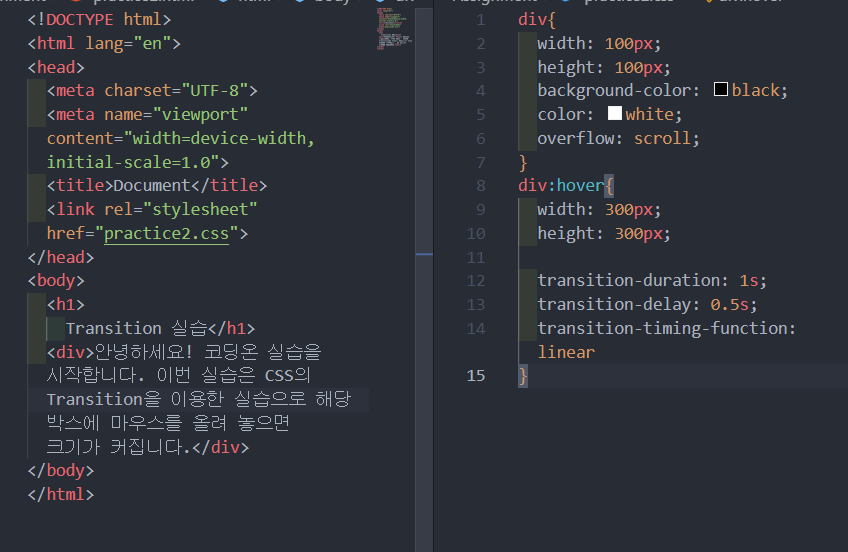 <!DOCTYPE html>
<html lang="en">
<head>
<meta charset="UTF-8">
<meta name="viewport"
content="width=device-width,
initial-scale=1.0">
<title>Document</title>
<link rel="stylesheet"
href="practice2.css">
</head>
<body>
<h1>
Transition 실습</h1>
<div>안녕하세요! 코딩온 실습을
시작합니다. 이번 실습은 CSS의
Transition을 이용한 실습으로 해당
박스에 마우스를 올려 놓으면
크기가 커집니다.</div>
</body>
</html>
1 div{
2 width: 100px;
3 height: 100px;
4 background-color: black;
5 color: white;
6 overflow: scroll;
7 }
8 div:hover{
9 width: 300px;
10 height: 300px;
11
12 transition-duration: 1s;
13 transition-delay: 0.5s;
14 transition-timing-function:
linear
15 }